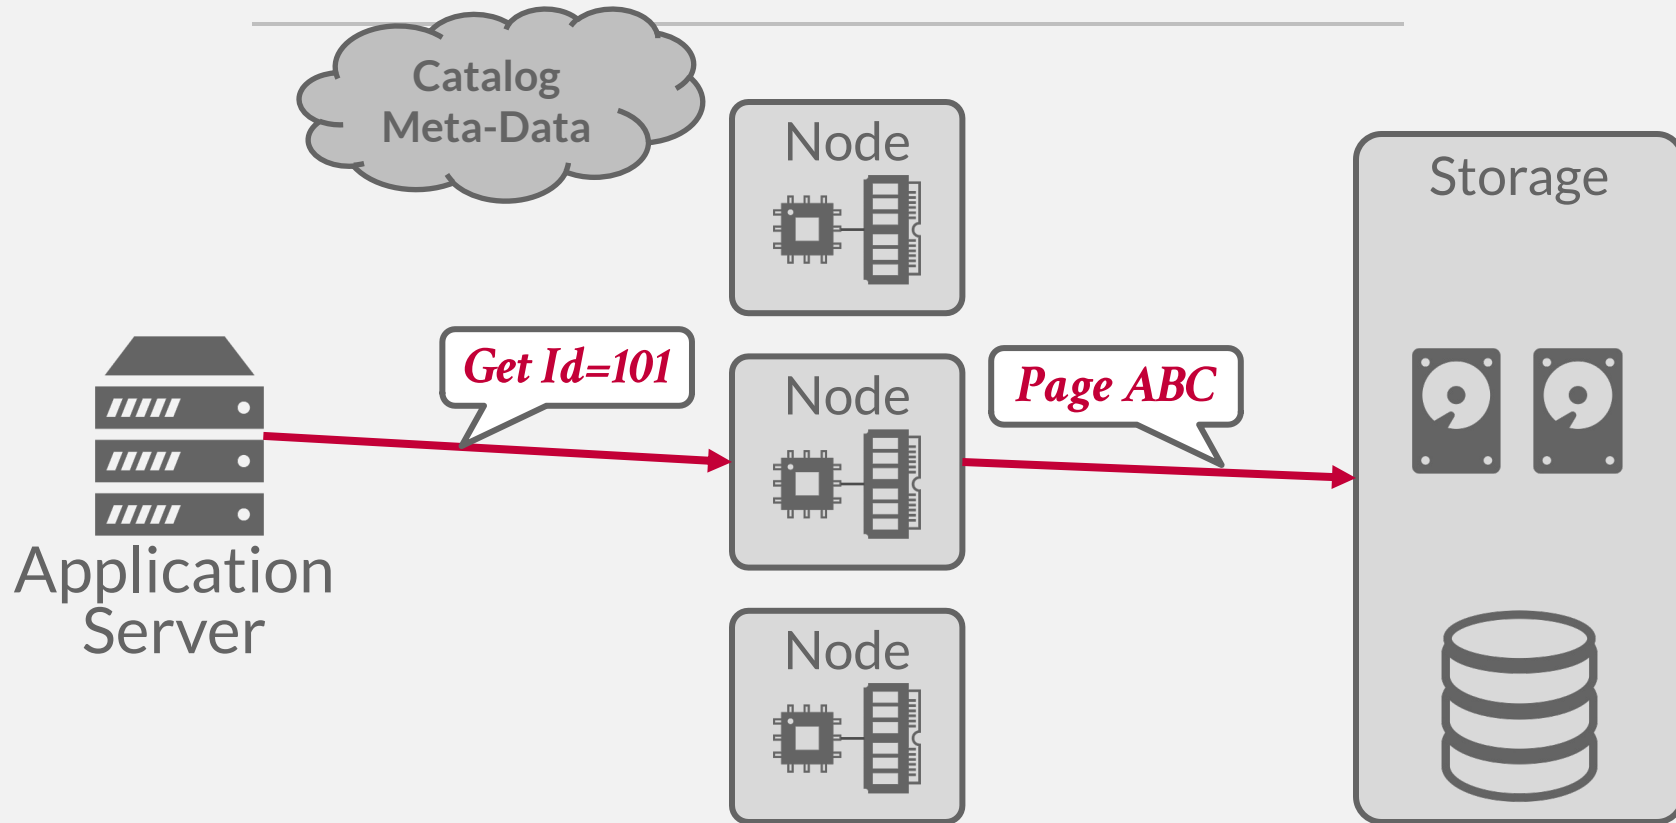 Catalog
Meta-Data
Node
Storage
Get Id=101
Page ABC
Node
Application
Server
Node